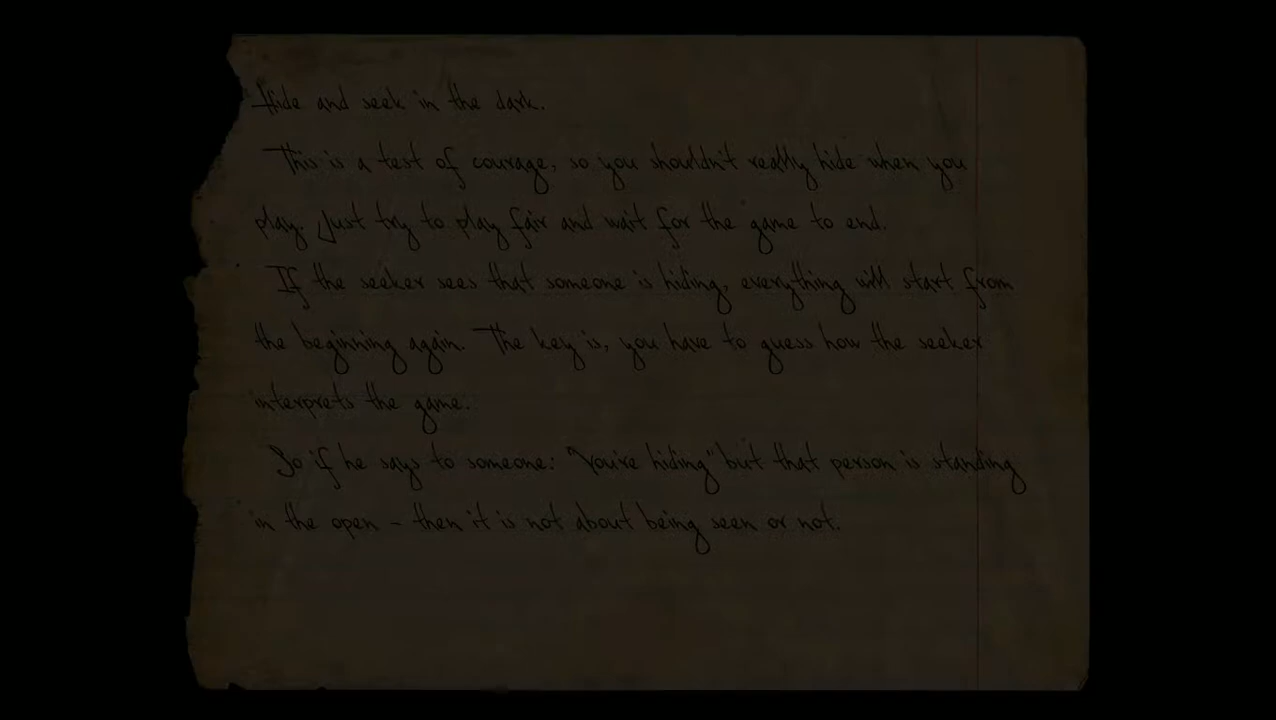 Hide and seek in the dark.
This is a test of courage, so you shouldn't really hide when you
play. Just try to play fair and wait for the game to end.
If the seeker sees that someone is hiding, everything will start from
the beginning again. The key is, you have to guess how the seeker
interprets the game.
So if he says to someone: "You're hiding" but that person is standing
in the open - then it is not about being seen or not.